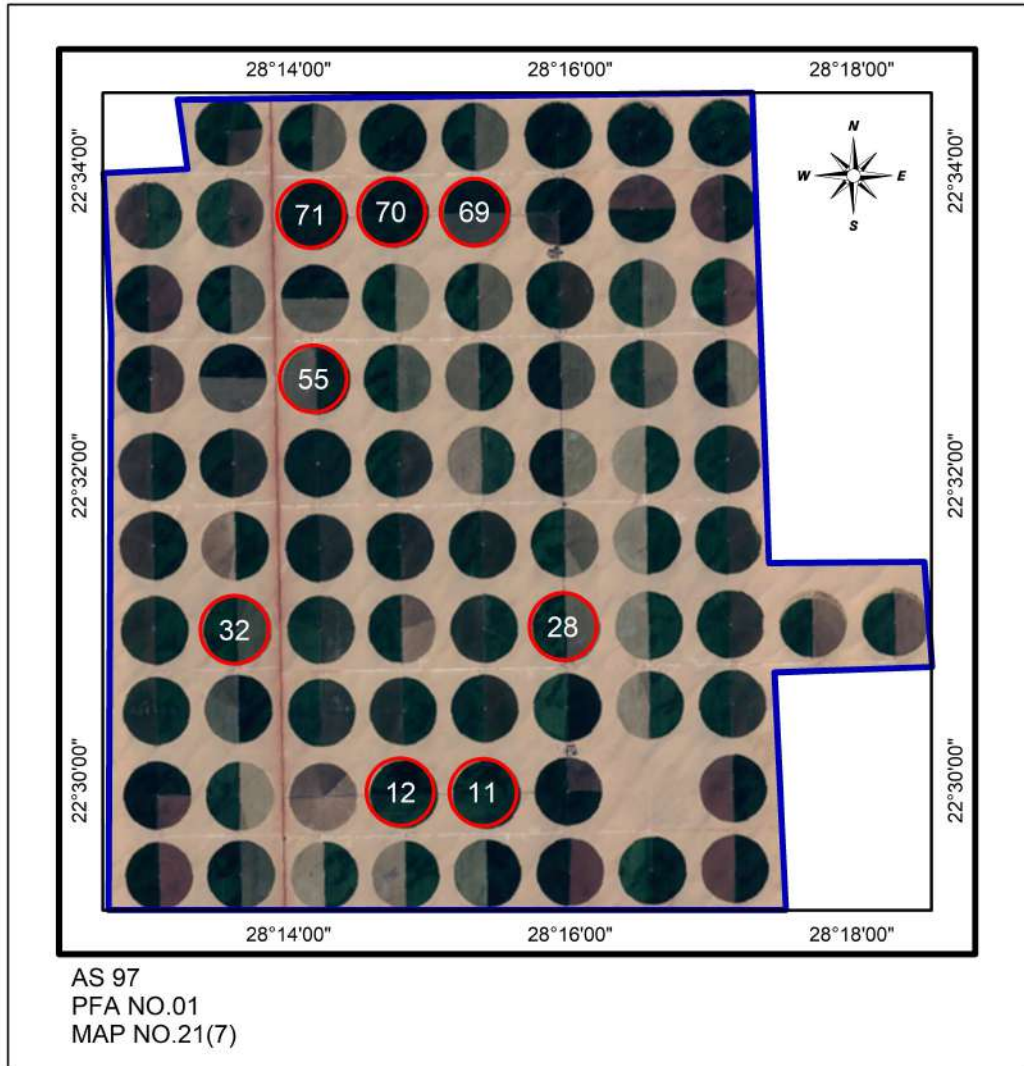 28°14'00" 28°16'00" 28°18'00"
22°34'00" 22°34'00"
N
W E
S
71 70 69
55
22°32'00" 22°32'00"
32 28
22°30'00" 22°30'00"
12 11
28°14'00" 28°16'00" 28°18'00"
AS 97
PFA NO.01
MAP NO.21(7)